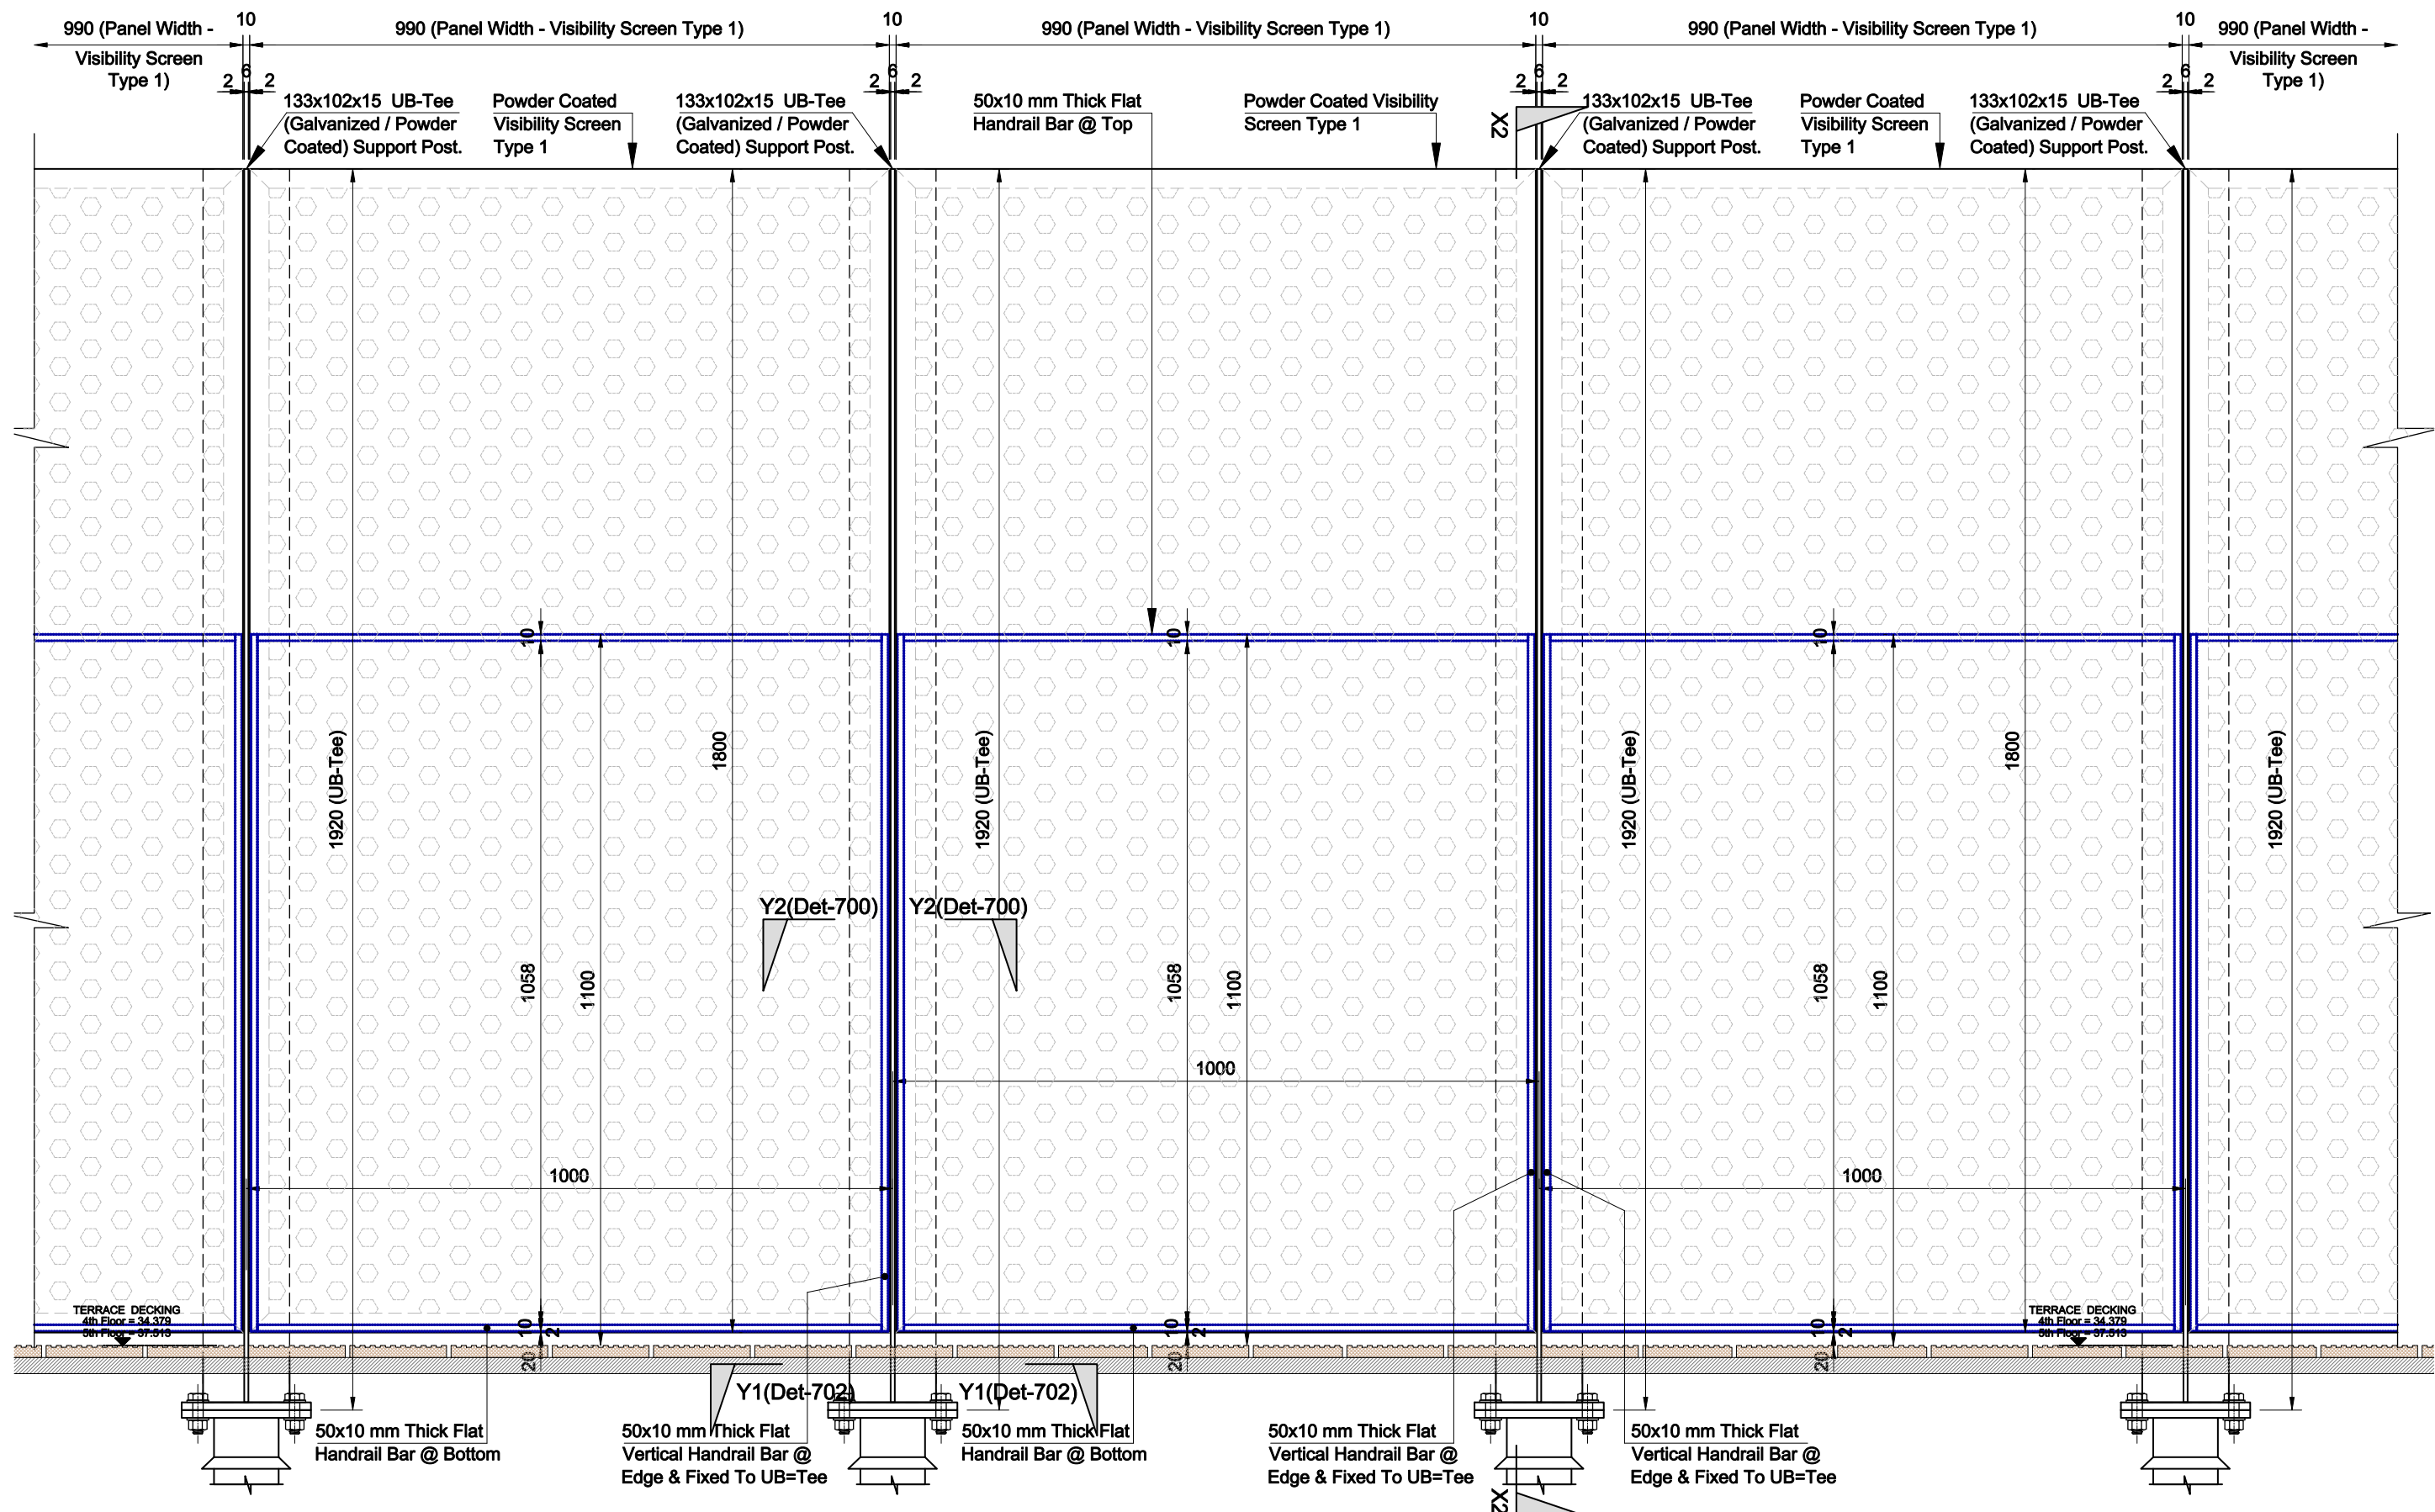 10
10
10
10
990 (Panel Width -
Visibility Screen
Type 1)
990 (Panel Width - Visibility Screen Type 1)
990 (Panel Width - Visibility Screen Type 1)
990 (Panel Width - Visibility Screen Type 1)
990 (Panel Width -
Visibility Screen
Type 1)
2 6 2
2 6 2
2 6 2
2 6 2
133x102x15 UB-Tee
(Galvanized / Powder
Coated) Support Post.
Powder Coated
Visibility Screen
Type 1
133x102x15 UB-Tee
(Galvanized / Powder
Coated) Support Post.
50x10 mm Thick Flat
Handrail Bar @ Top
Powder Coated Visibility
Screen Type 1
X2
133x102x15 UB-Tee
(Galvanized / Powder
Coated) Support Post.
Powder Coated
Visibility Screen
Type 1
133x102x15 UB-Tee
(Galvanized / Powder
Coated) Support Post.
10
10
10
1920 (UB-Tee)
1800
1920 (UB-Tee)
1920 (UB-Tee)
1800
1920 (UB-Tee)
Y2(Det-700)
Y2(Det-700)
1058
1100
1058
1100
1058
1100
1000
1000
1000
TERRACE DECKING
4th Floor = 34.379
5th Floor = 37.513
TERRACE DECKING
4th Floor = 34.379
5th Floor = 37.513
10
2
20
10
2
20
10
2
20
Y1(Det-702)
Y1(Det-702)
50x10 mm Thick Flat
Handrail Bar @ Bottom
50x10 mm Thick Flat
Vertical Handrail Bar @
Edge & Fixed To UB=Tee
50x10 mm Thick Flat
Handrail Bar @ Bottom
50x10 mm Thick Flat
Vertical Handrail Bar @
Edge & Fixed To UB=Tee
50x10 mm Thick Flat
Vertical Handrail Bar @
Edge & Fixed To UB=Tee
X2